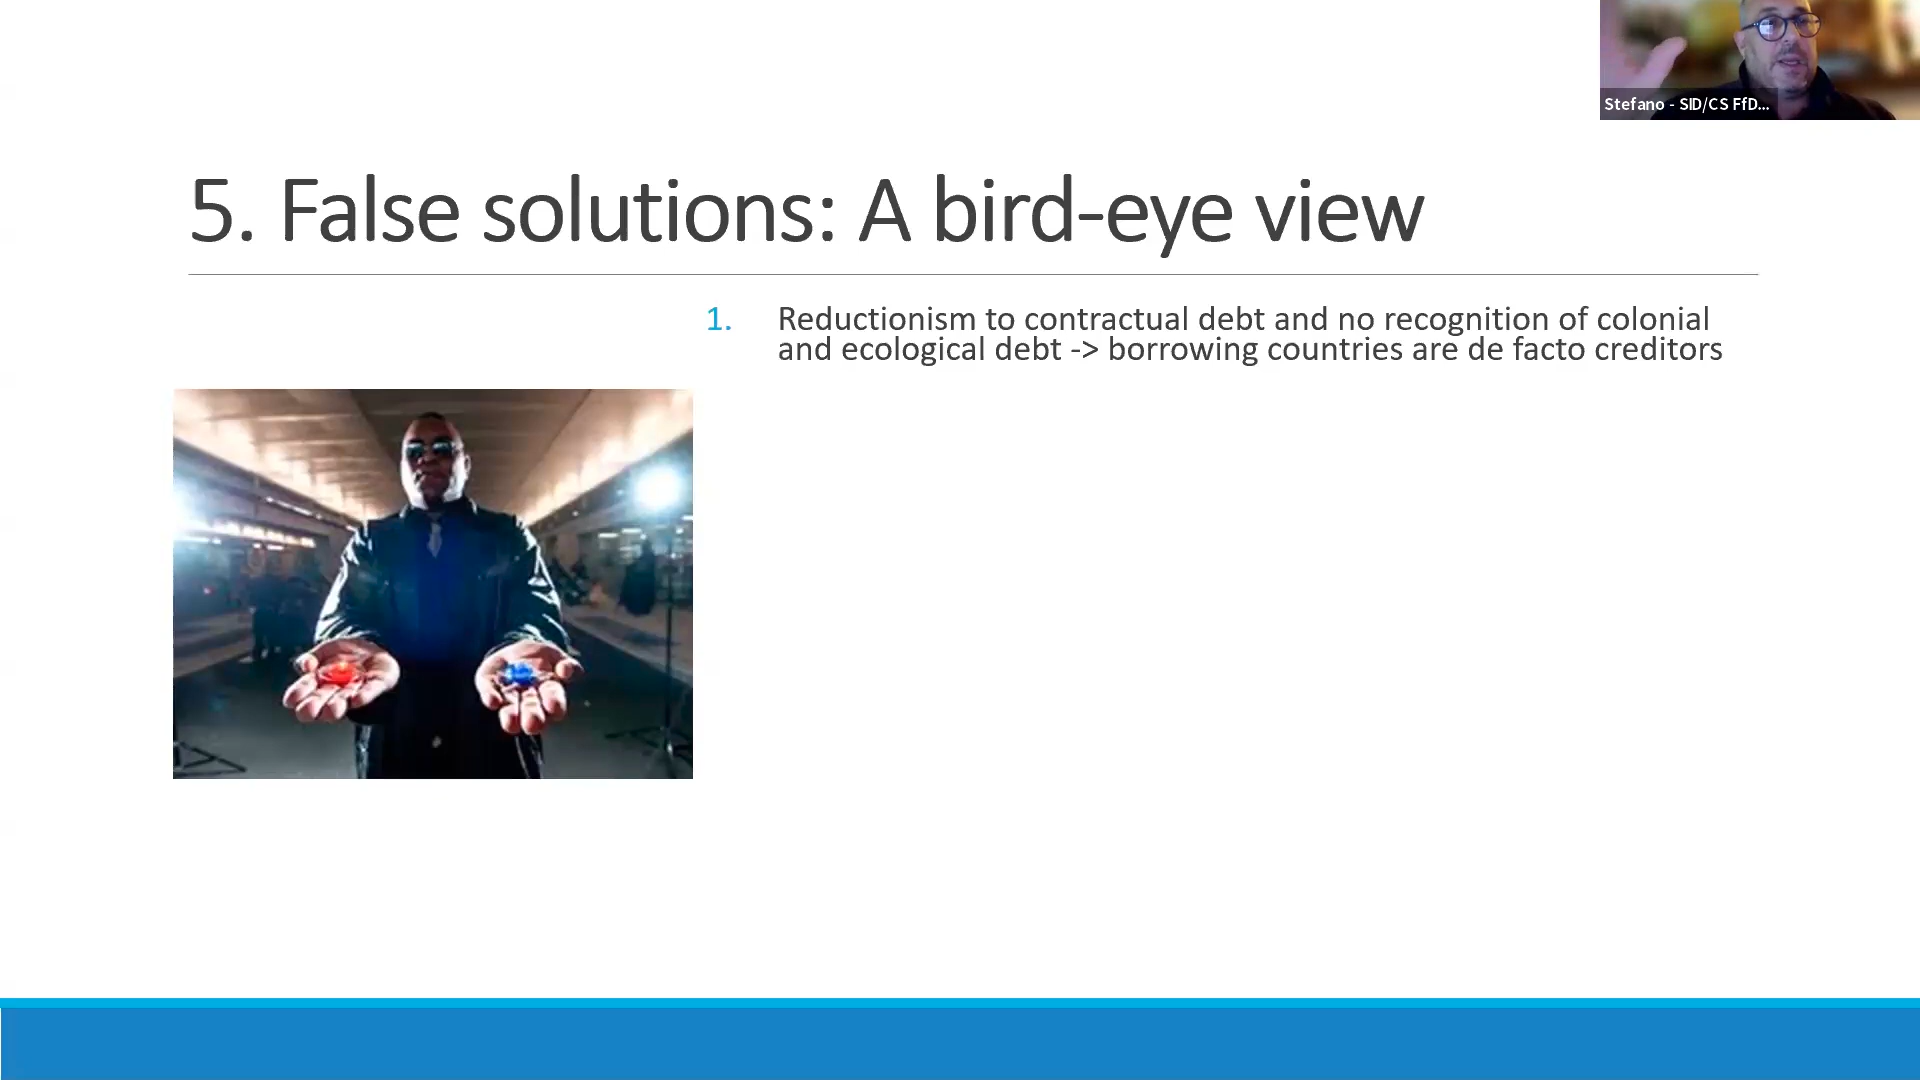 Stefano - SID/CS FfD...
5. False solutions: A bird-eye view
1. Reductionism to contractual debt and no recognition of colonial
and ecological debt -> borrowing countries are de facto creditors